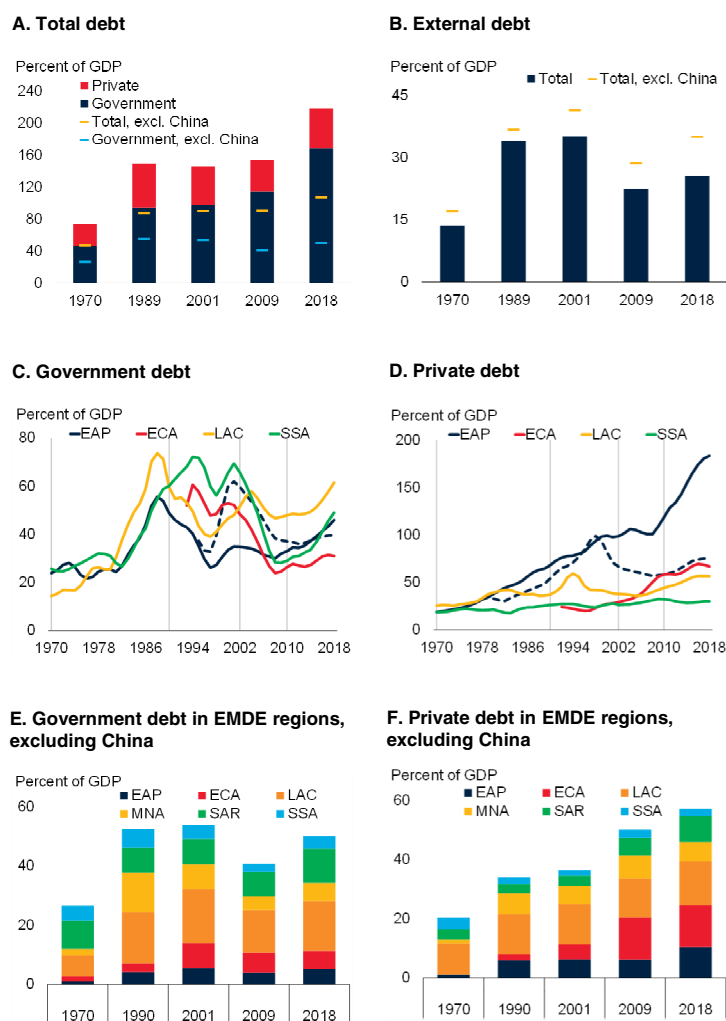 A. Total debt
Percent of GDP
Private
Government
Total, excl. China
Government, excl. China
240
200
160
120
80
40
0
1970 1989 2001 2009 2018
B. External debt
Percent of GDP
Total Total, excl. China
45
30
15
0
1970 1989 2001 2009 2018
C. Government debt
Percent of GDP
EAP ECA LAC SSA
80
60
40
20
0
1970 1978 1986 1994 2002 2010 2018
D. Private debt
Percent of GDP
EAP ECA LAC SSA
200
150
100
50
0
1970 1978 1986 1994 2002 2010 2018
E. Government debt in EMDE regions,
excluding China
Percent of GDP
EAP ECA LAC
MNA SAR SSA
60
40
20
0
1970 1990 2001 2009 2018
F. Private debt in EMDE regions,
excluding China
Percent of GDP
EAP ECA LAC
MNA SAR SSA
60
40
20
0
1970 1990 2001 2009 2018